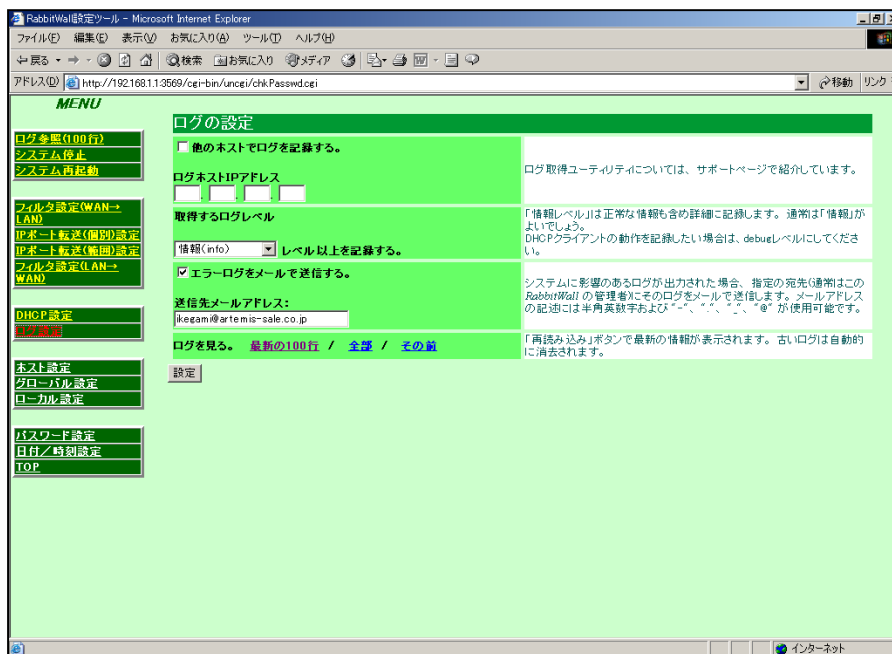 RabbitWall設定ツール - Microsoft Internet Explorer
ファイル(F) 編集(E) 表示(V) お気に入り(A) ツール(T) ヘルプ(H)
戻る 検索 お気に入り メディア
アドレス(D) http://192.168.1.1:3569/cgi-bin/uncgi/chkPasswd.cgi 移動 リンク
MENU
ログ参照(100行)
システム停止
システム再起動
フィルタ設定(WAN→
LAN)
IPポート転送(個別)設定
IPポート転送(範囲)設定
フィルタ設定(LAN→
WAN)
DHCP設定
ログ設定
ホスト設定
グローバル設定
ローカル設定
パスワード設定
日付/時刻設定
TOP
ログの設定
他のホストでログを記録する。
ログホストIPアドレス
. . .
ログ取得ユーティリティについては、サポートページで紹介しています。
取得するログレベル
情報(info) レベル以上を記録する。
「情報レベル」は正常な情報も含め詳細に記録します。通常は「情報」が
よいでしょう。
DHCPクライアントの動作を記録したい場合は、debugレベルにしてくださ
い。
エラーログをメールで送信する。
送信先メールアドレス:
ikegami@artemis-sale.co.jp
システムに影響のあるログが出力された場合、指定の宛先(通常はこの
RabbitWall の管理者)にそのログをメールで送信します。メールアドレス
の記述には半角英数字および "-"、"."、"_"、"@" が使用可能です。
ログを見る。 最新の100行 / 全部 / その前
「再読み込み」ボタンで最新の情報が表示されます。古いログは自動的
に消去されます。
設定
インターネット